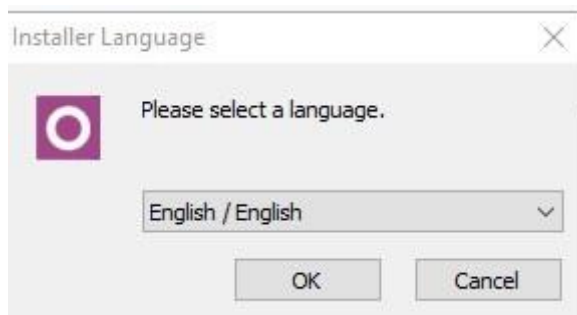 Installer Language
Please select a language.
English / English
OK
Cancel